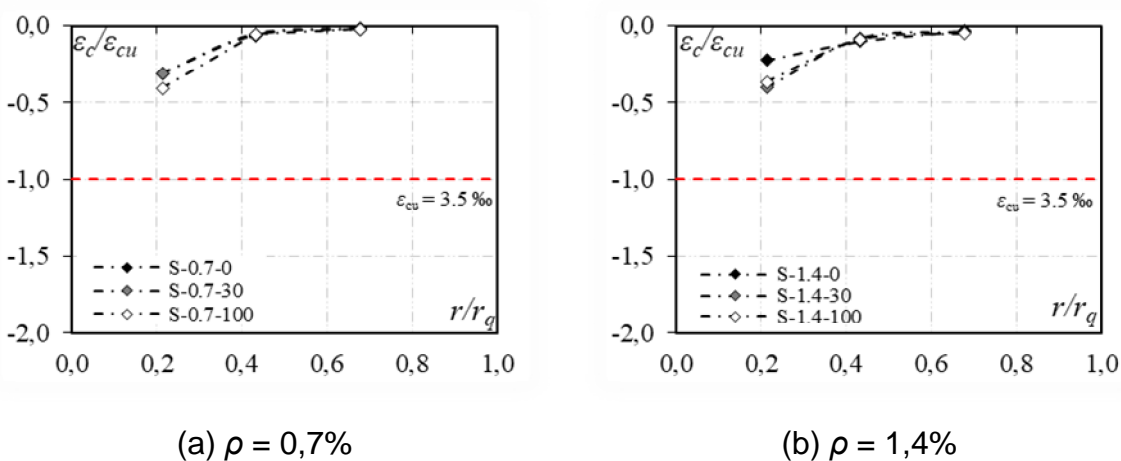 0,0
εc/εcu
-0,5
-1,0
εcu = 3.5 ‰
-1,5
S-0.7-0
S-0.7-30
S-0.7-100
r/rq
-2,0
0,0 0,2 0,4 0,6 0,8 1,0
(a) ρ = 0,7%
0,0
εc/εcu
-0,5
-1,0
εcu = 3.5 ‰
-1,5
S-1.4-0
S-1.4-30
S-1.4-100
r/rq
-2,0
0,0 0,2 0,4 0,6 0,8 1,0
(b) ρ = 1,4%